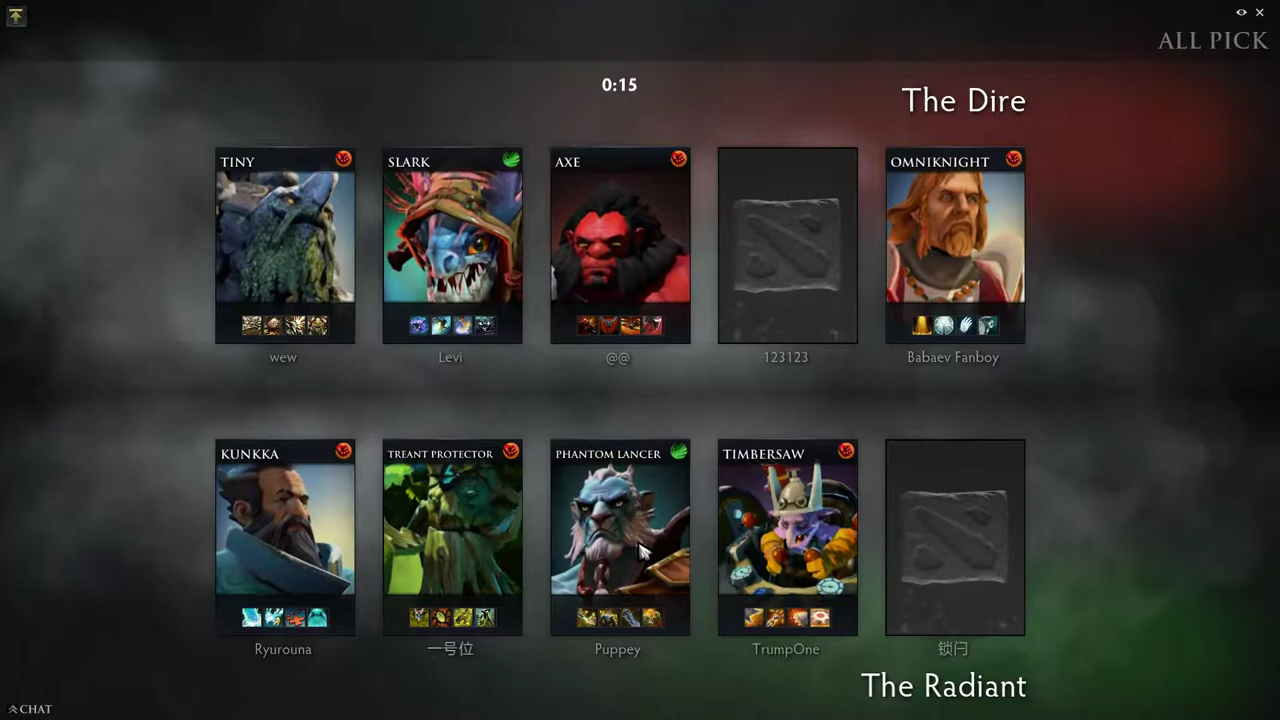 ALL PICK
0:15
The Dire
TINY
SLARK
AXE
OMNIKNIGHT
wew
Levi
@@
123123
Babaev Fanboy
KUNKKA
TREANT PROTECTOR
PHANTOM LANCER
TIMBERSAW
Ryurouna
一号位
Puppey
TrumpOne
锁闩
The Radiant
CHAT